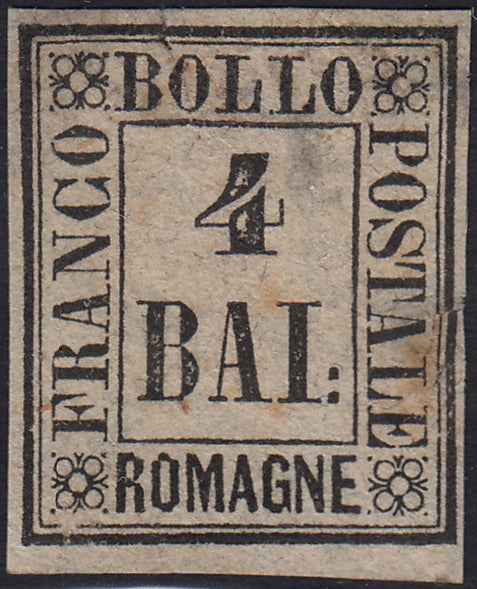 FRANCO
BOLLO
POSTALE
4
BAI:
ROMAGNE